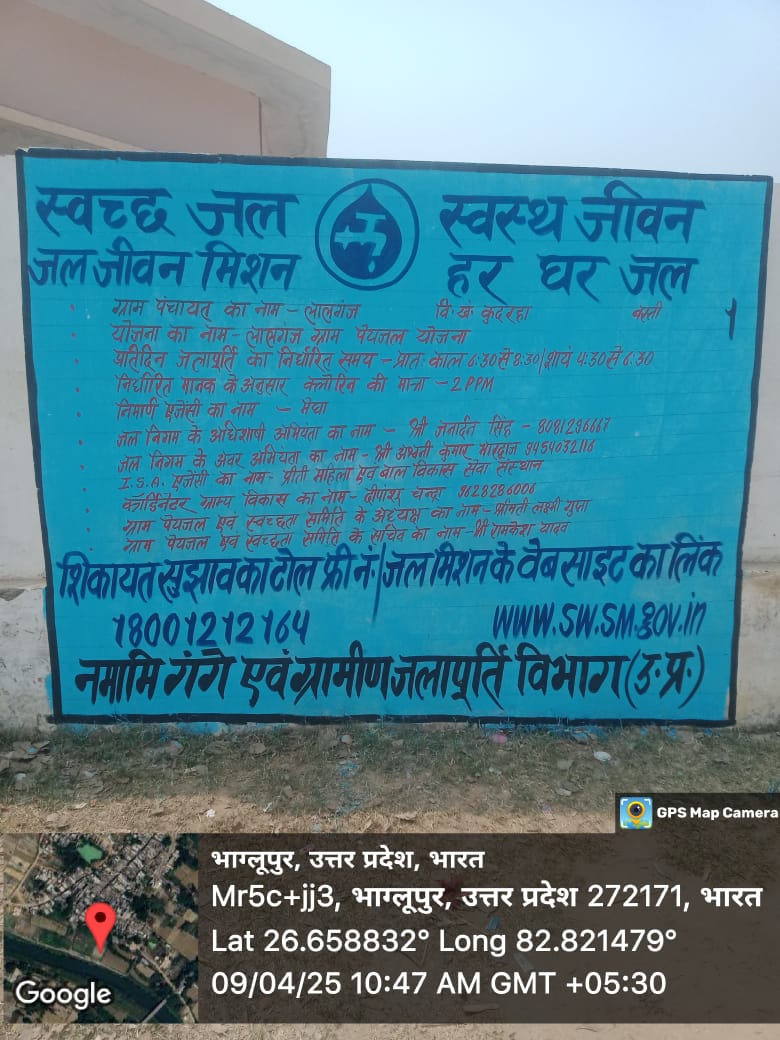 स्वच्छ जल स्वस्थ जीवन
जल जीवन मिशन हर घर जल
ग्राम पंचायत का नाम - लालगंज वि॰ख॰ कुदरहा बस्ती
योजना का नाम - लालगंज ग्राम पेयजल योजना
प्रतिदिन जलापूर्ति का निर्धारित समय - प्रातः काल 6:30 से 8:30/शायं 4:30 से 6:30
निर्धारित मानक के अनुसार क्लोरिन की मात्रा - 2PPM
निर्माण एजेंसी का नाम - मेघा
जल निगम के अधिशाषी अभियंता का नाम - श्री जनार्दन सिंह - 8081296667
जल निगम के अवर अभियंता का नाम - श्री अश्वनी कुमार भारद्वाज 9454032116
I.S.A. एजेंसी का नाम - प्रीती महिला एवं बाल विकास सेवा संस्थान
कॉर्डिनेटर ग्राम्य विकास का नाम - दीपांशु चन्द्रा 9628286006
ग्राम पेयजल एवं स्वच्छता समिति के अध्यक्ष का नाम - श्रीमती लक्ष्मी गुप्ता
ग्राम पेयजल एवं स्वच्छता समिति के सचिव का नाम - श्री रामकेश यादव
शिकायत सुझाव का टोल फ्री नं॰/जल मिशन के वेबसाइट का लिंक
18001212164 www.sw.sm.gov.in
नमामि गंगे एवं ग्रामीण जलापूर्ति विभाग (उ॰प्र॰)
GPS Map Camera
भाग्लूपुर, उत्तर प्रदेश, भारत
Mr5c+jj3, भाग्लूपुर, उत्तर प्रदेश 272171, भारत
Lat 26.658832° Long 82.821479°
09/04/25 10:47 AM GMT +05:30
Google